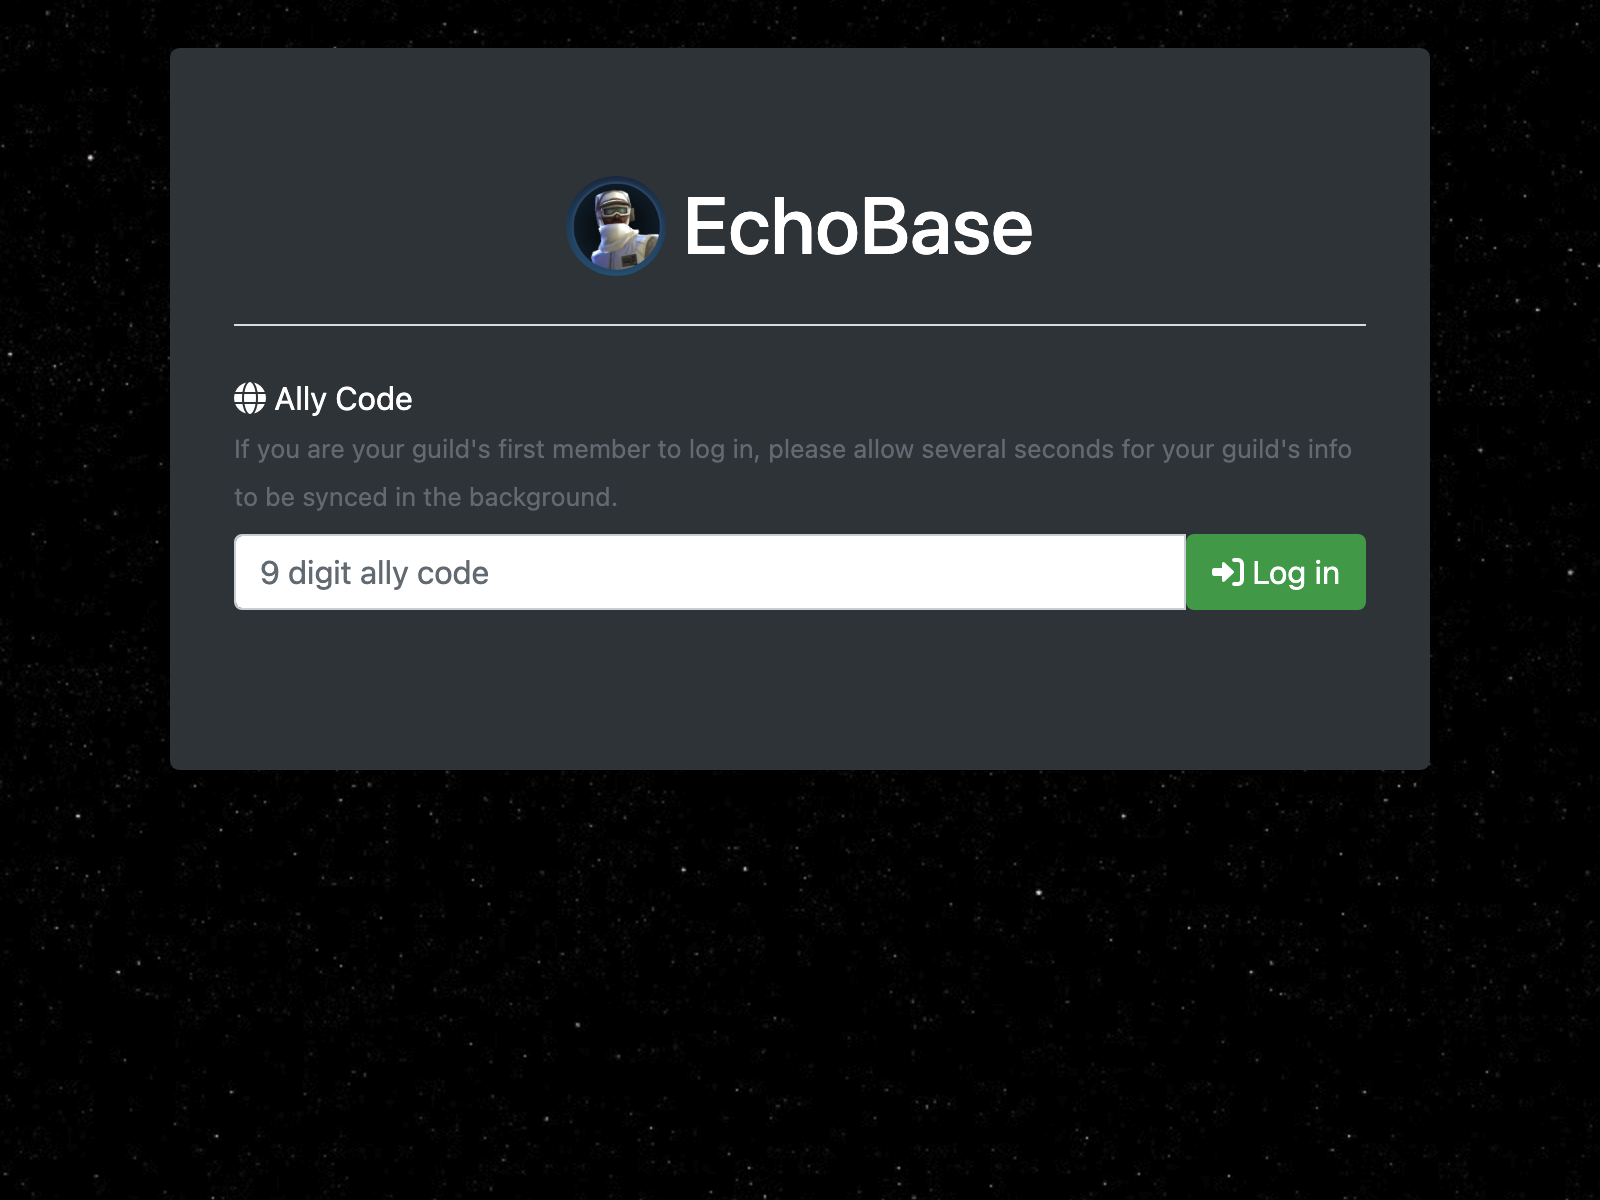 EchoBase
Ally Code
If you are your guild's first member to log in, please allow several seconds for your guild's info
to be synced in the background.
9 digit ally code
Log in